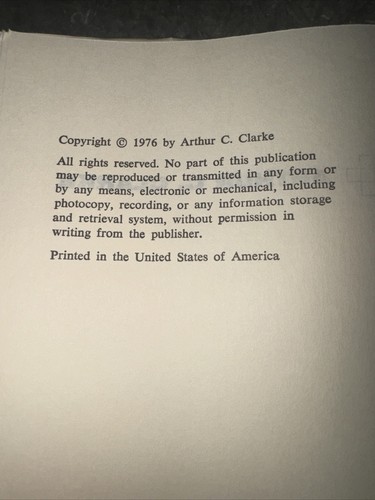 Copyright © 1976 by Arthur C. Clarke
All rights reserved. No part of this publication
may be reproduced or transmitted in any form or
by any means, electronic or mechanical, including
photocopy, recording, or any information storage
and retrieval system, without permission in
writing from the publisher.
Printed in the United States of America